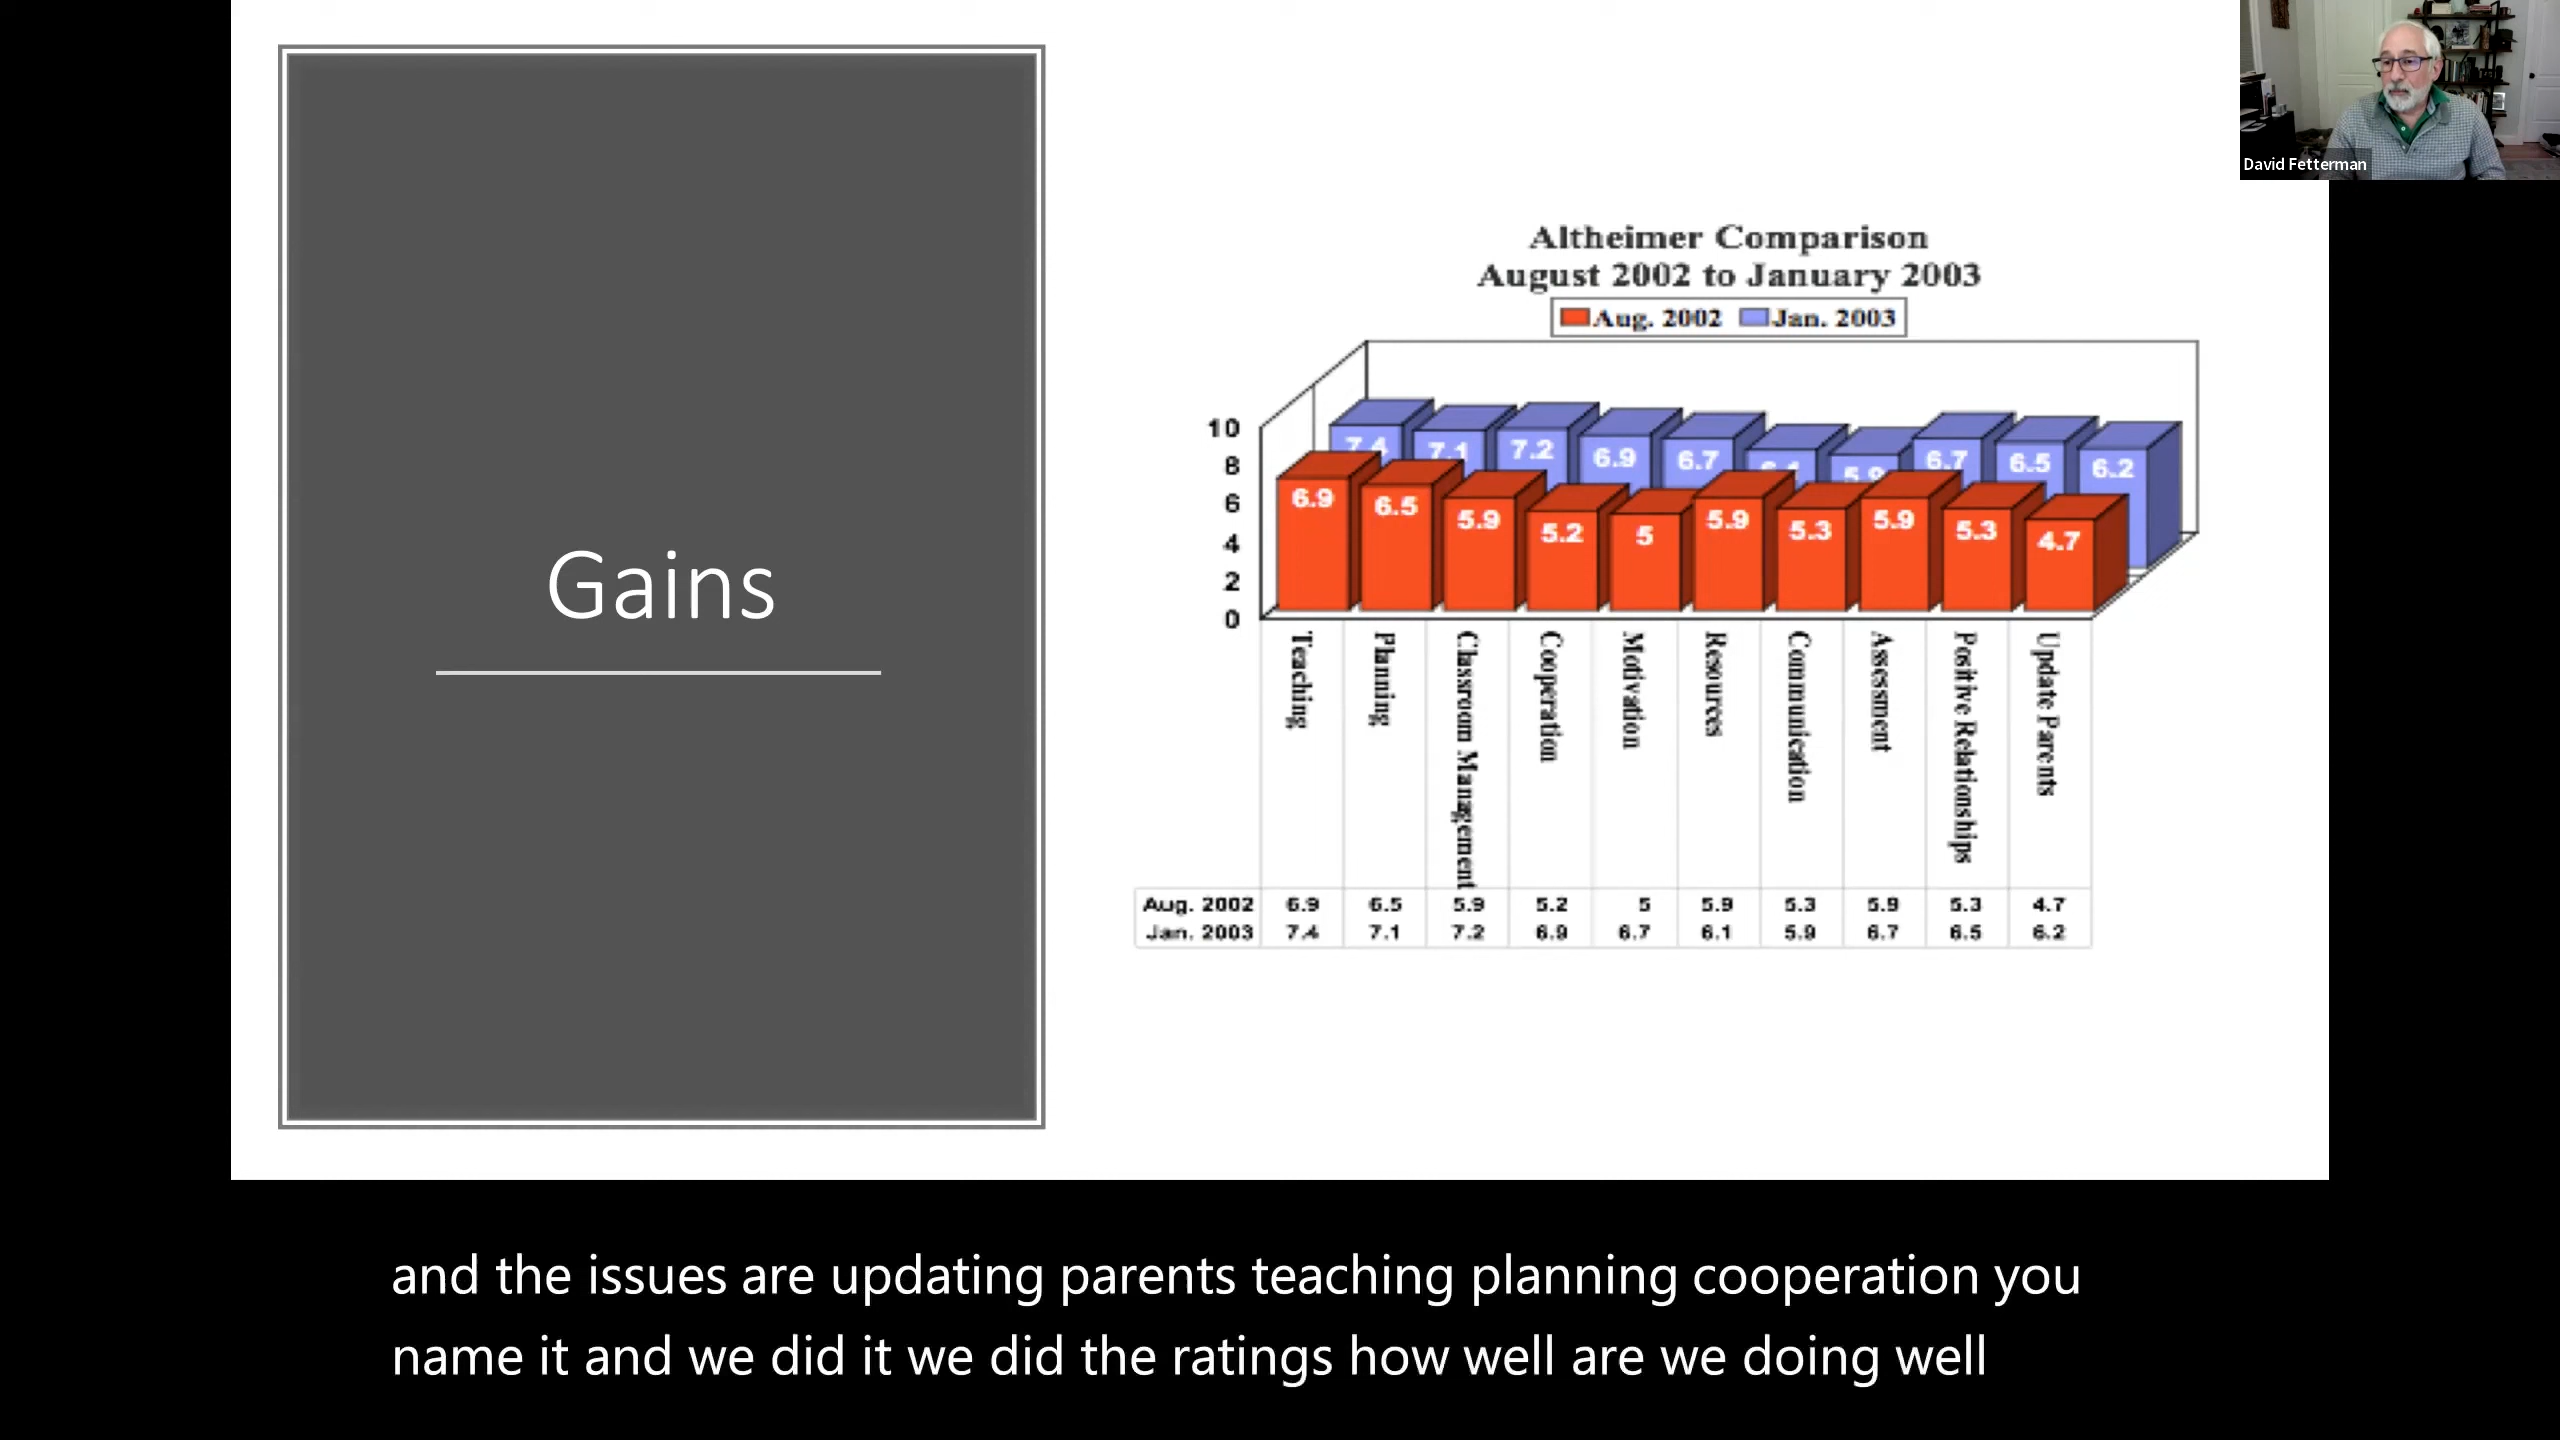 David Fetterman
Gains
Altheimer Comparison
August 2002 to January 2003
Aug. 2002 Jan. 2003
10
8
6
4
2
0
7.4 7.1 7.2 6.9 6.7 6.1 5.9 6.7 6.5 6.2
6.9 6.5 5.9 5.2 5 5.9 5.3 5.9 5.3 4.7
Teaching
Planning
Classroom Management
Cooperation
Motivation
Resources
Communication
Assessment
Positive Relationships
Update Parents
Aug. 2002 6.9 6.5 5.9 5.2 5 5.9 5.3 5.9 5.3 4.7
Jan. 2003 7.4 7.1 7.2 6.9 6.7 6.1 5.9 6.7 6.5 6.2
and the issues are updating parents teaching planning cooperation you
name it and we did it we did the ratings how well are we doing well